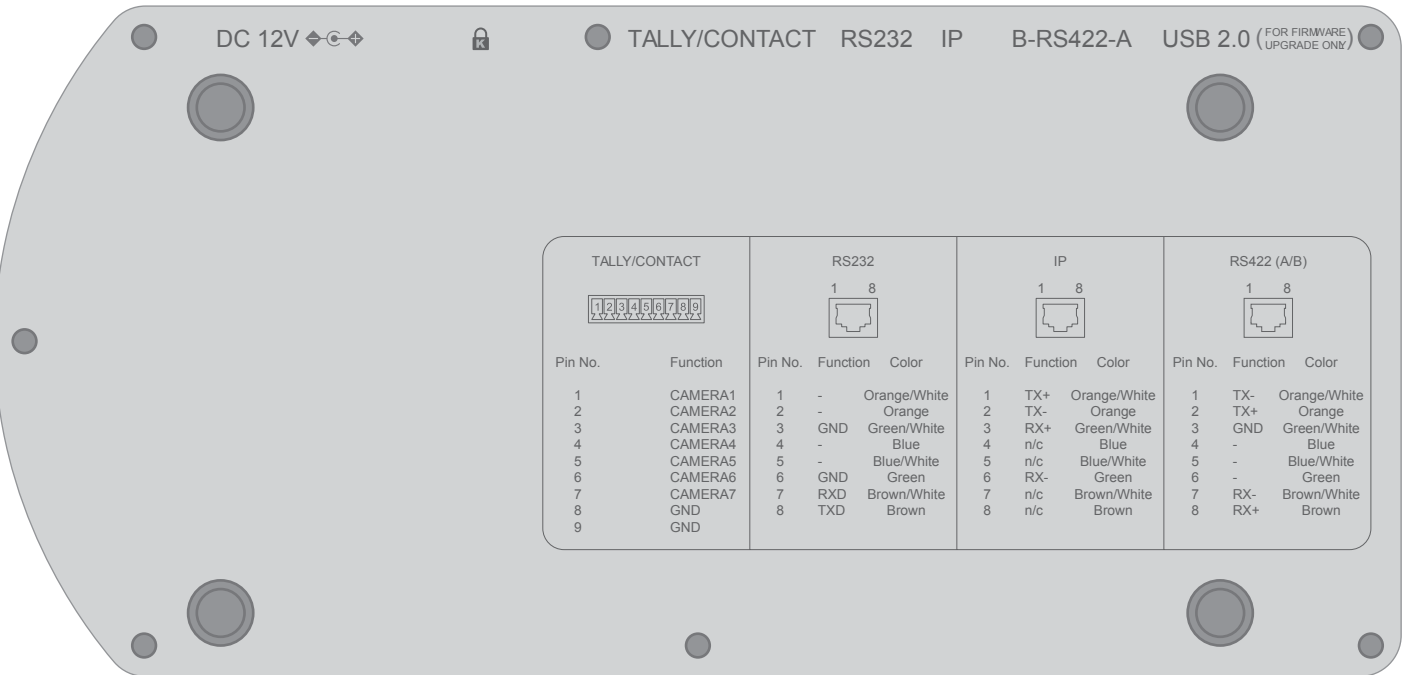 DC 12V K TALLY/CONTACT RS232 IP B-RS422-A USB 2.0 (FOR FIRMWARE UPGRADE ONLY)
TALLY/CONTACT RS232 IP RS422 (A/B)
1 8 1 8 1 8
1 2 3 4 5 6 7 8 9
Pin No. Function Pin No. Function Color Pin No. Function Color Pin No. Function Color
1 CAMERA1 1 - Orange/White 1 TX+ Orange/White 1 TX- Orange/White
2 CAMERA2 2 - Orange 2 TX- Orange 2 TX+ Orange
3 CAMERA3 3 GND Green/White 3 RX+ Green/White 3 GND Green/White
4 CAMERA4 4 - Blue 4 n/c Blue 4 - Blue
5 CAMERA5 5 - Blue/White 5 n/c Blue/White 5 - Blue/White
6 CAMERA6 6 GND Green 6 RX- Green 6 - Green
7 CAMERA7 7 RXD Brown/White 7 n/c Brown/White 7 RX- Brown/White
8 GND 8 TXD Brown 8 n/c Brown 8 RX+ Brown
9 GND